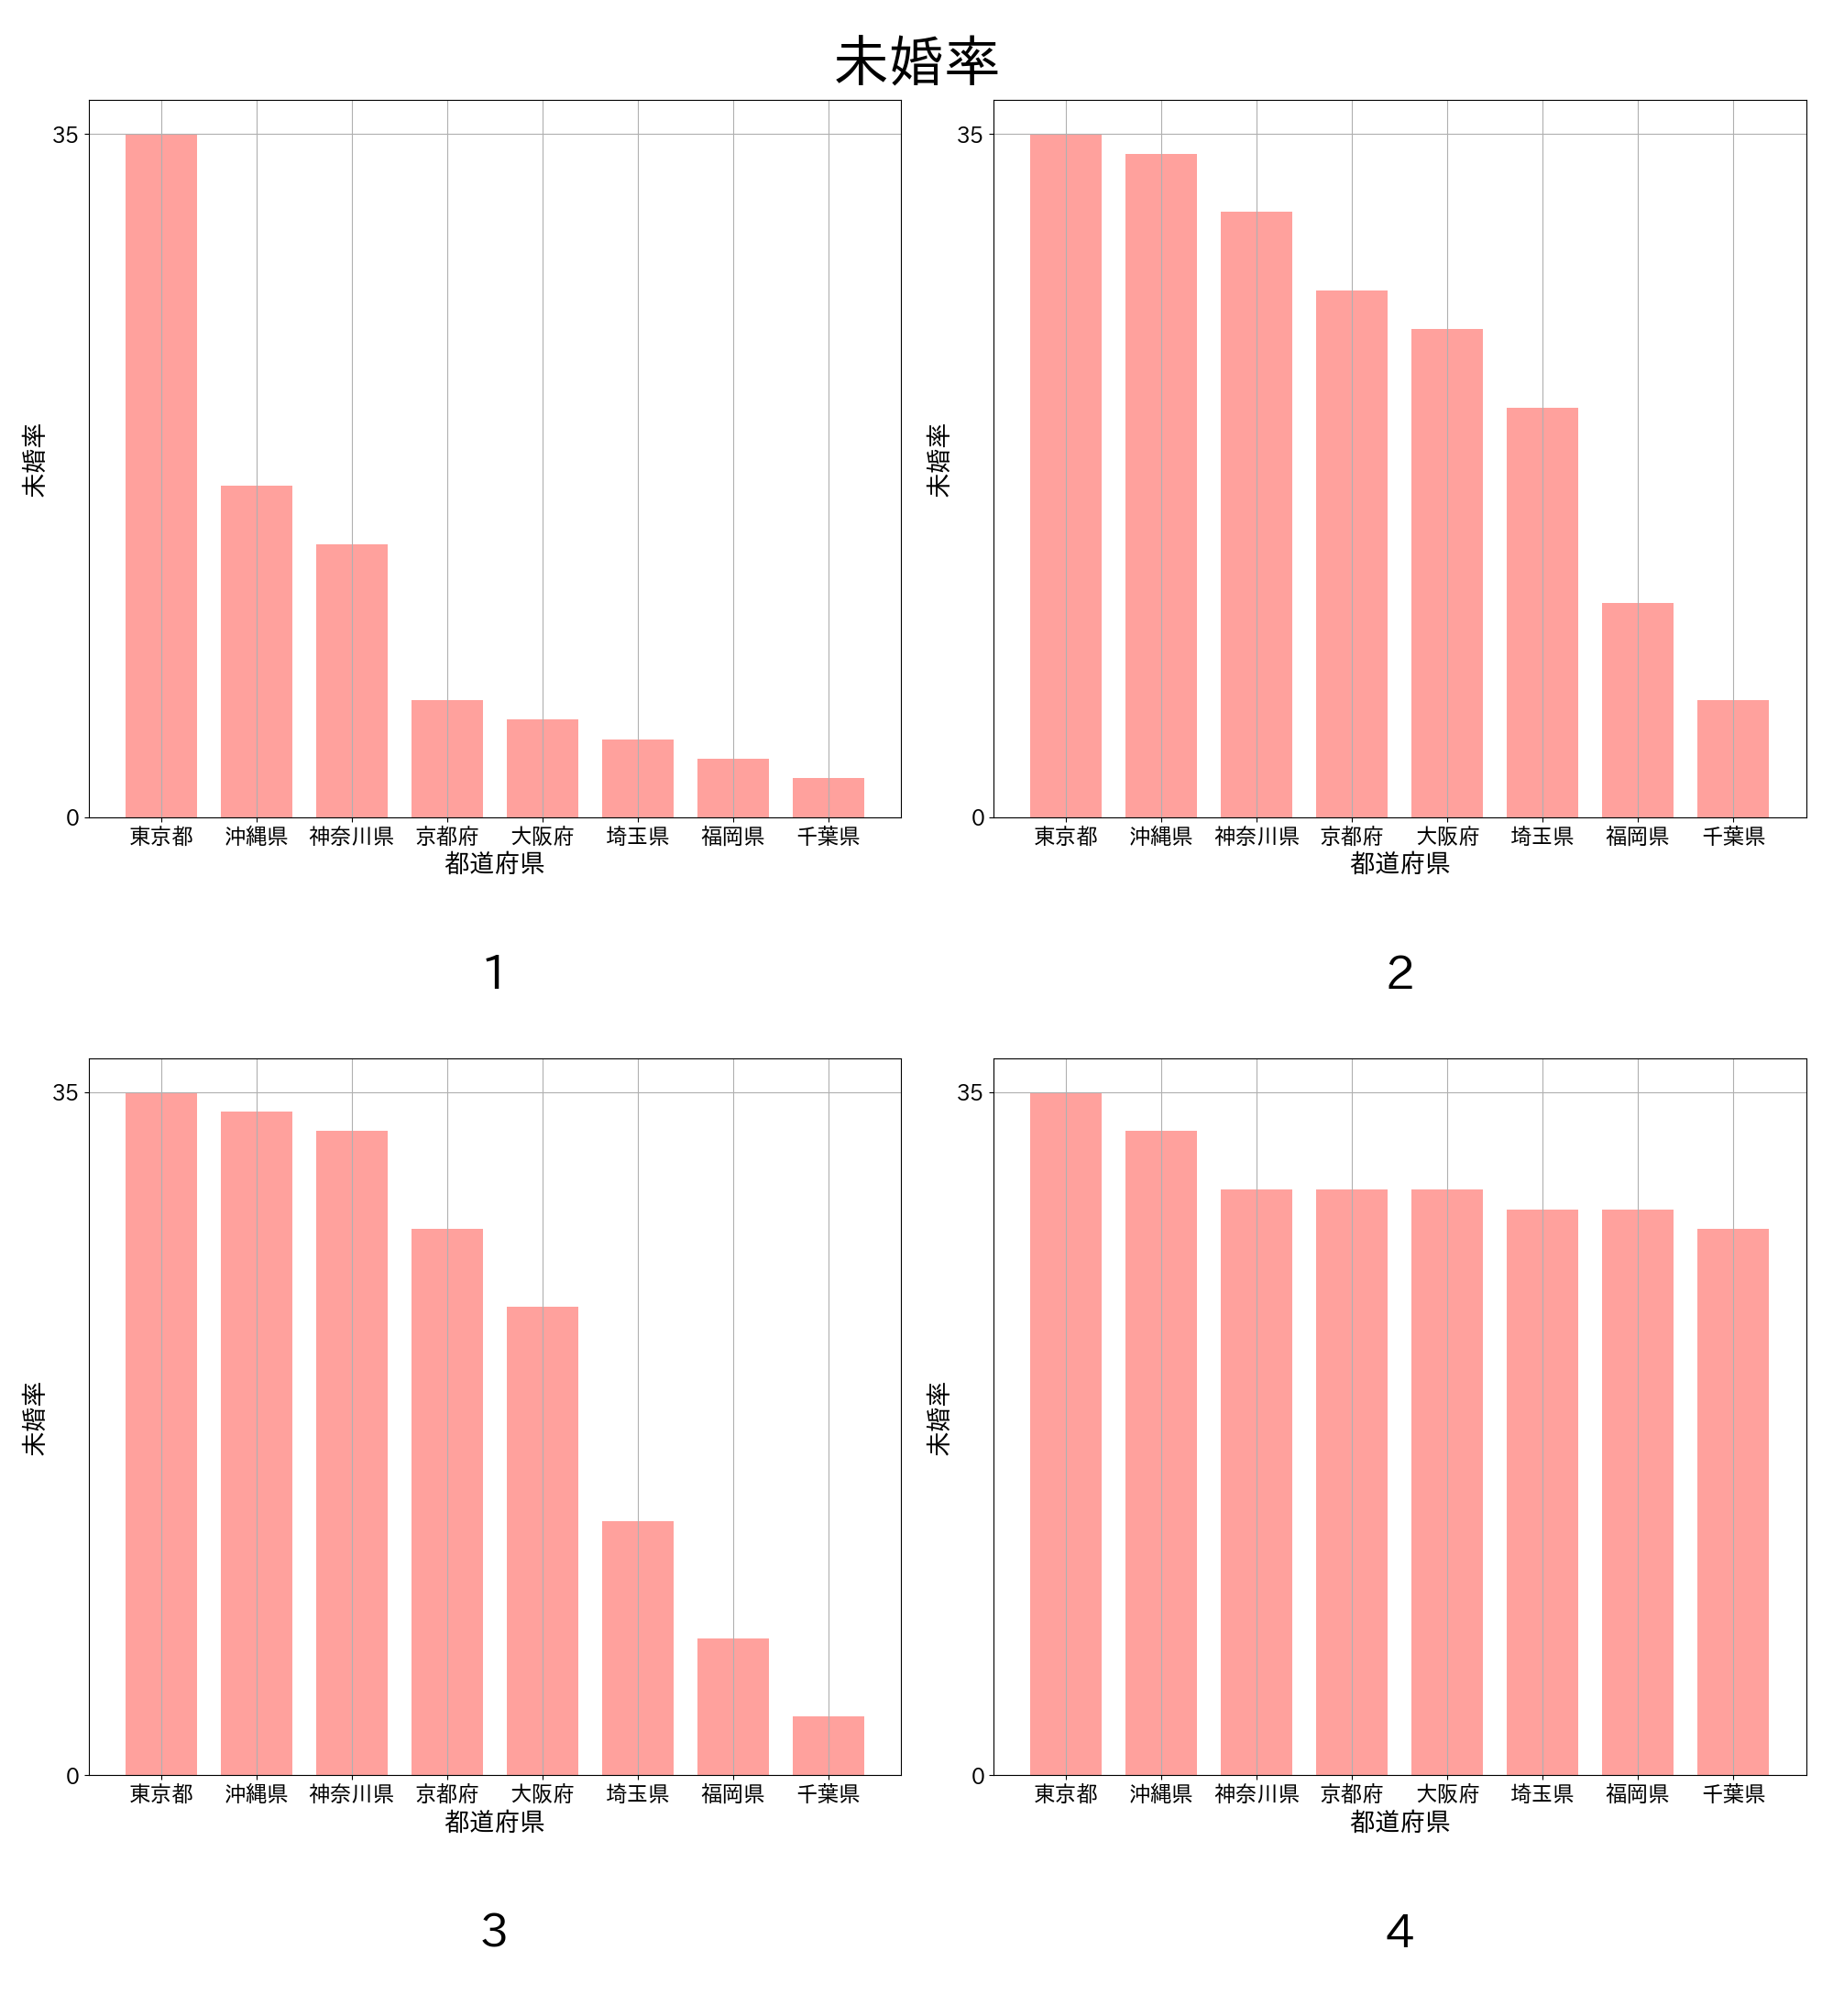 未婚率
35
0
未婚率
東京都 沖縄県 神奈川県 京都府 大阪府 埼玉県 福岡県 千葉県
都道府県
1
35
0
未婚率
東京都 沖縄県 神奈川県 京都府 大阪府 埼玉県 福岡県 千葉県
都道府県
2
35
0
未婚率
東京都 沖縄県 神奈川県 京都府 大阪府 埼玉県 福岡県 千葉県
都道府県
3
35
0
未婚率
東京都 沖縄県 神奈川県 京都府 大阪府 埼玉県 福岡県 千葉県
都道府県
4